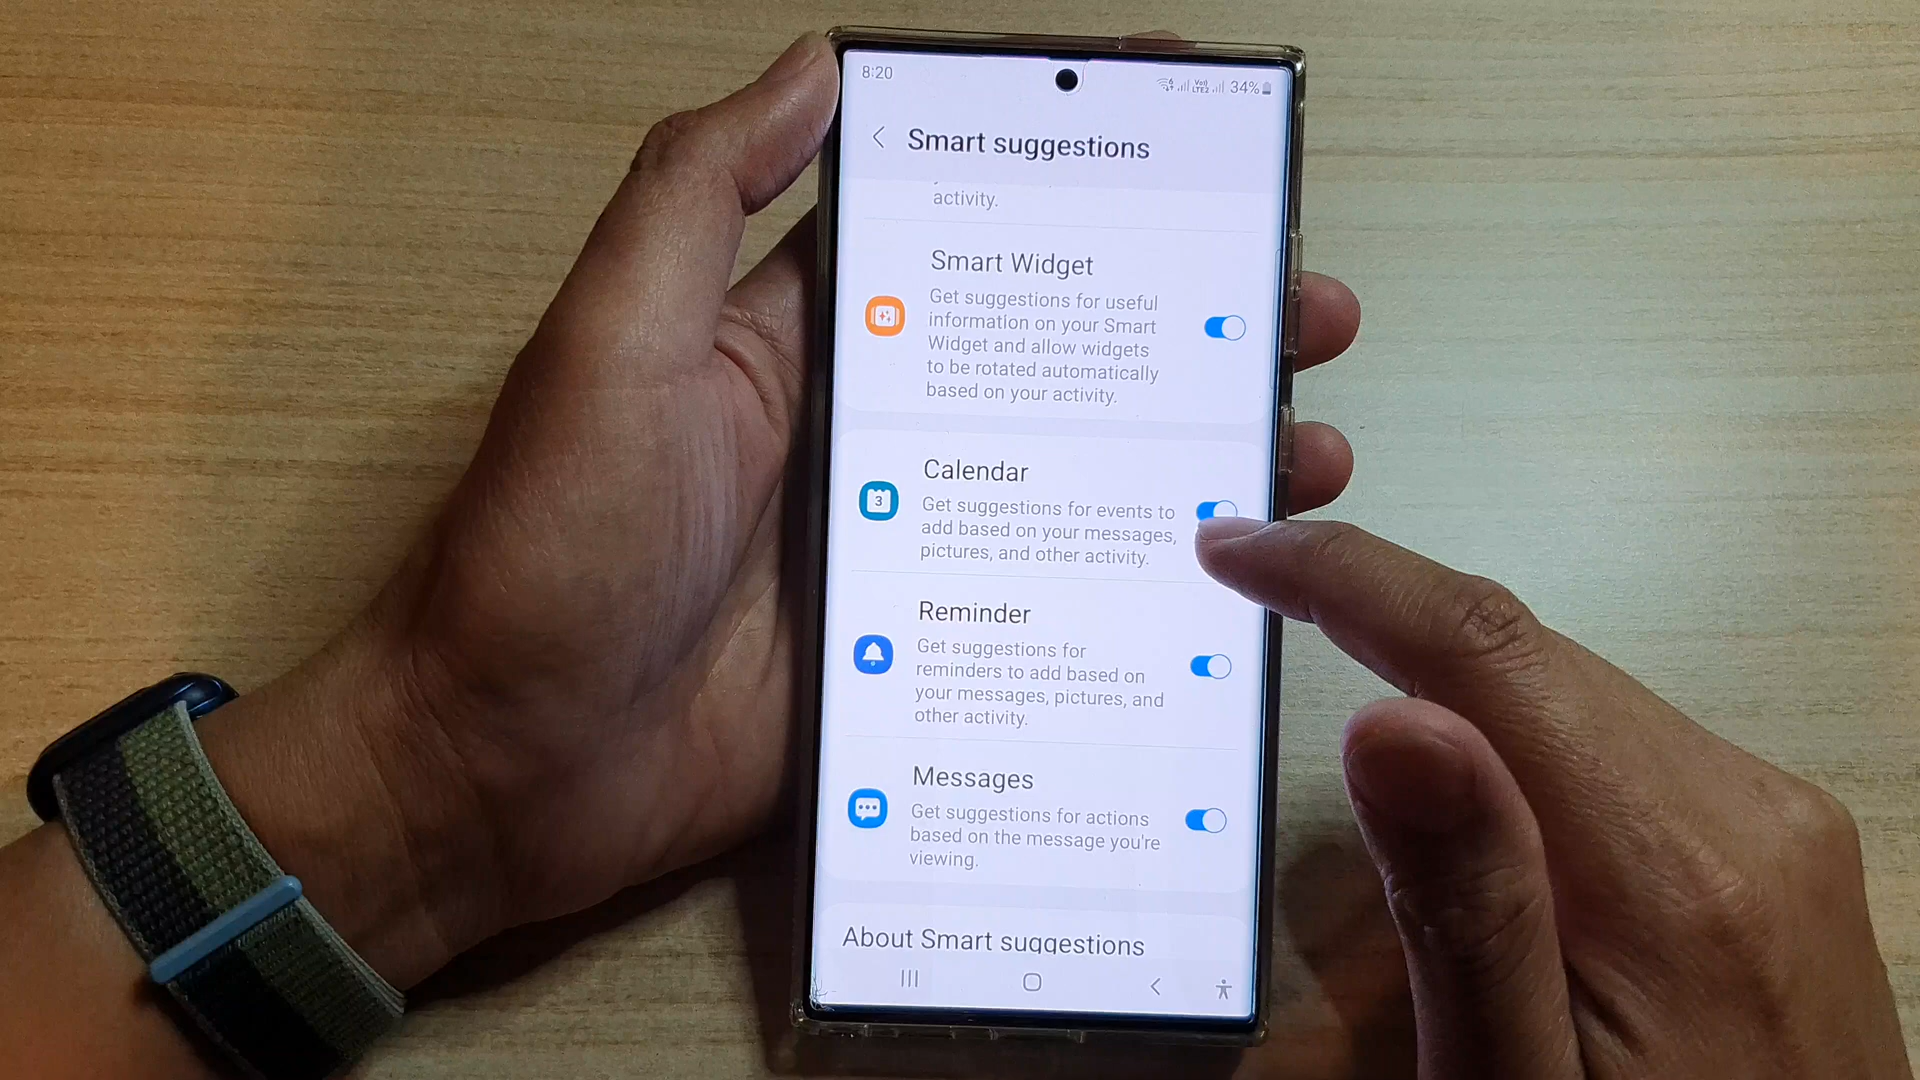 8:20
34%
Smart suggestions
activity.
Smart Widget
Get suggestions for useful
information on your Smart
Widget and allow widgets
to be rotated automatically
based on your activity.
Calendar
3
Get suggestions for events to
add based on your messages,
pictures, and other activity.
Reminder
Get suggestions for
reminders to add based on
your messages, pictures, and
other activity.
Messages
Get suggestions for actions
based on the message you're
viewing.
About Smart suggestions